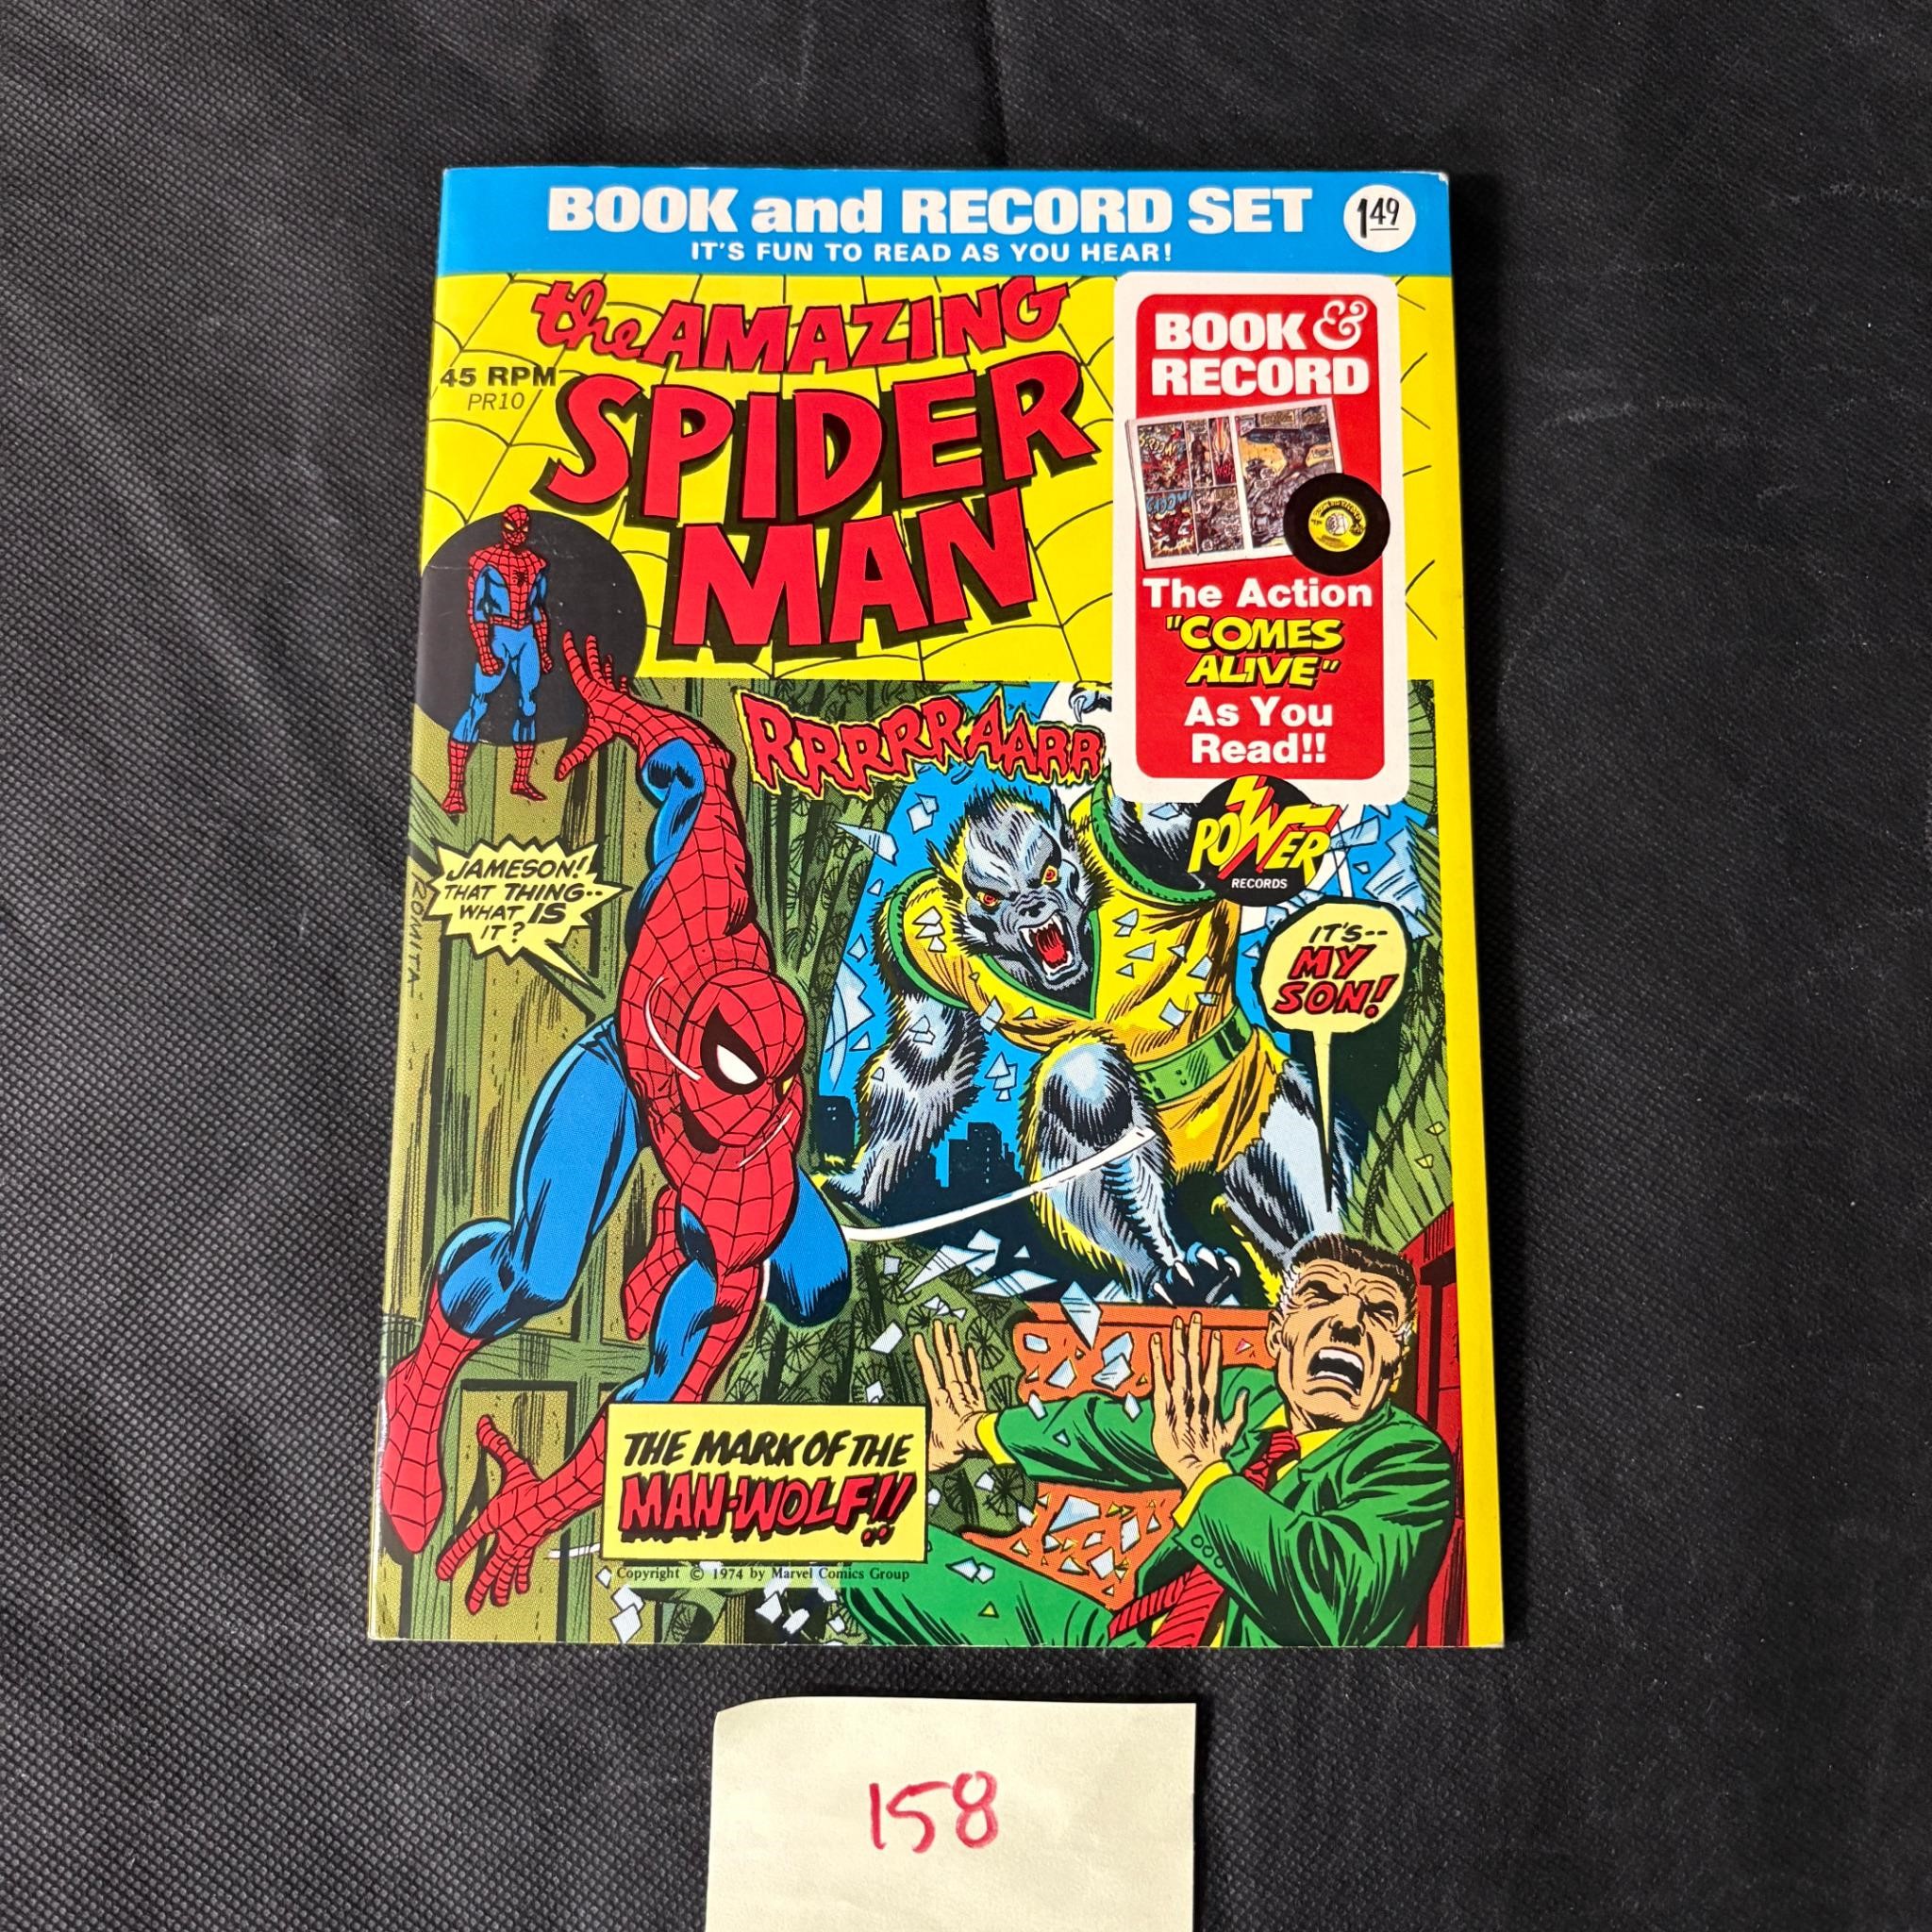 BOOK and RECORD SET
1 49
IT'S FUN TO READ AS YOU HEAR!
the AMAZING
SPIDER
MAN
45 RPM
PR10
BOOK &
RECORD
The Action
"COMES
ALIVE"
As You
Read!!
RRRRRRAARR
POWER
RECORDS
JAMESON!
THAT THING--
WHAT IS
IT?
ROMITA
IT'S--
MY
SON!
THE MARK OF THE
MAN-WOLF!!
Copyright © 1974 by Marvel Comics Group
158